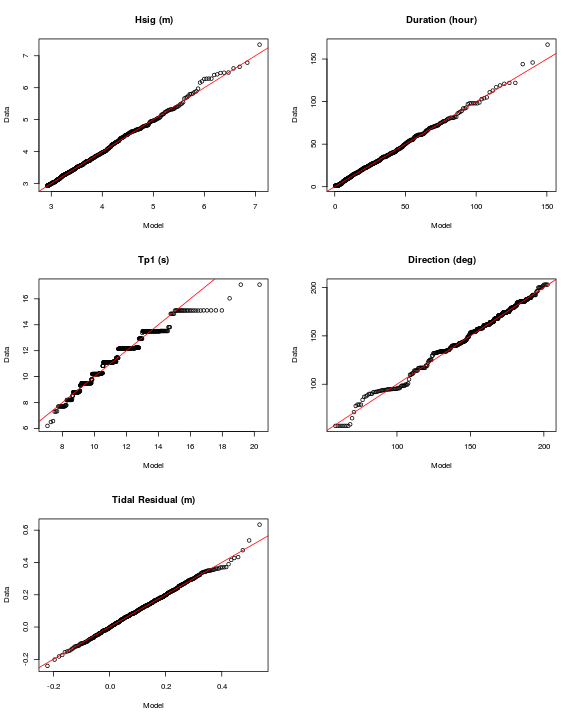 Hsig (m)
Data
7
6
5
4
3
3 4 5 6 7
Model
Duration (hour)
Data
150
100
50
0
0 50 100 150
Model
Tp1 (s)
Data
16
14
12
10
8
6
8 10 12 14 16 18 20
Model
Direction (deg)
Data
200
150
100
100 150 200
Model
Tidal Residual (m)
Data
0.6
0.4
0.2
0.0
-0.2
-0.2 0.0 0.2 0.4
Model